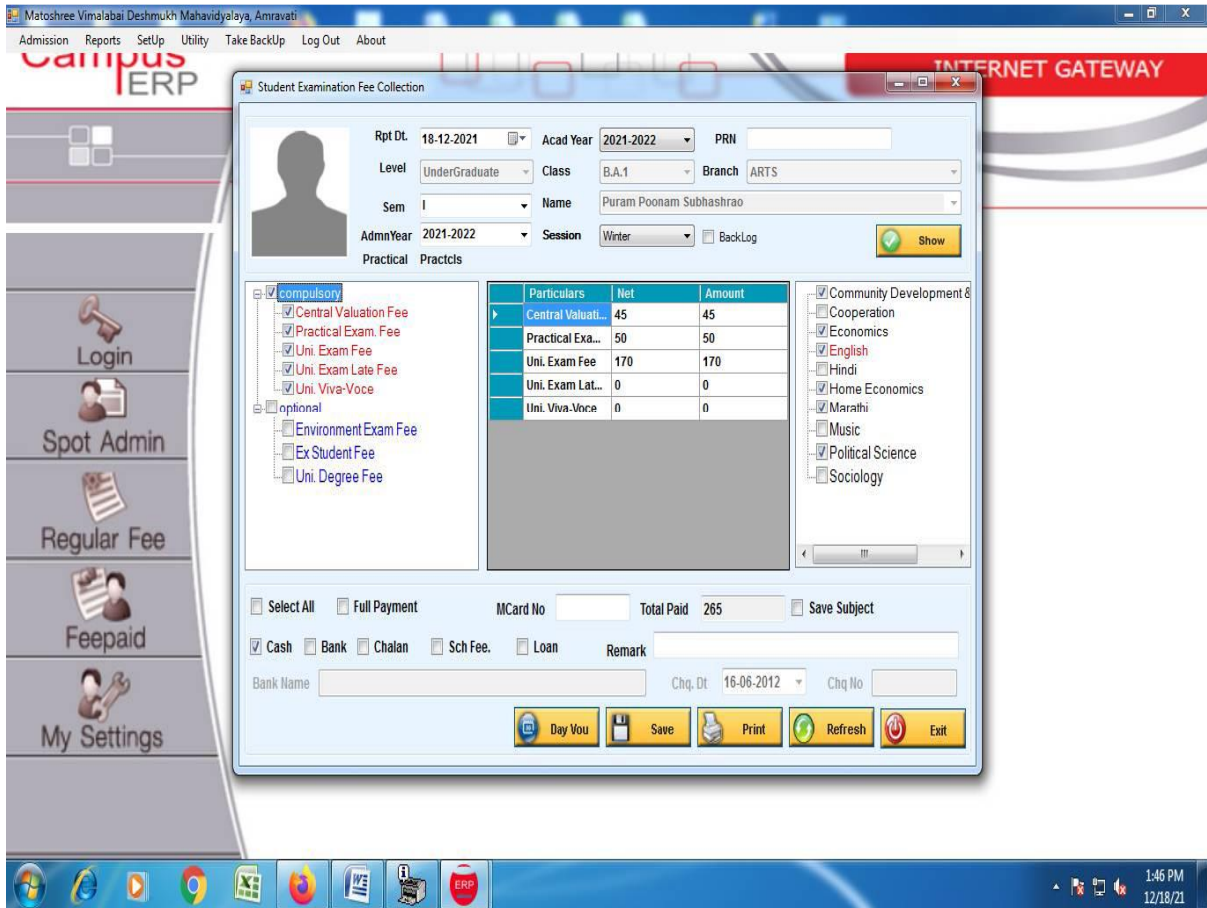 Matoshree Vimalabai Deshmukh Mahavidyalaya, Amravati
Admission Reports SetUp Utility Take BackUp Log Out About
Campus
ERP
INTERNET GATEWAY
Student Examination Fee Collection
Rpt Dt. 18-12-2021 Acad Year 2021-2022 PRN
Level UnderGraduate Class B.A.1 Branch ARTS
Sem I Name Puram Poonam Subhashrao
AdmnYear 2021-2022 Session Winter BackLog Show
Practical Practcls
compulsory
Central Valuation Fee
Practical Exam. Fee
Uni. Exam Fee
Uni. Exam Late Fee
Uni. Viva-Voce
optional
Environment Exam Fee
Ex Student Fee
Uni. Degree Fee
Particulars Net Amount
Central Valuati... 45 45
Practical Exa... 50 50
Uni. Exam Fee 170 170
Uni. Exam Lat... 0 0
Uni. Viva-Voce 0 0
Community Development &
Cooperation
Economics
English
Hindi
Home Economics
Marathi
Music
Political Science
Sociology
Select All Full Payment MCard No Total Paid 265 Save Subject
Cash Bank Chalan Sch Fee. Loan Remark
Bank Name Chq. Dt 16-06-2012 Chq No
Day Vou Save Print Refresh Exit
Login
Spot Admin
Regular Fee
Feepaid
My Settings
ERP
1:46 PM
12/18/21